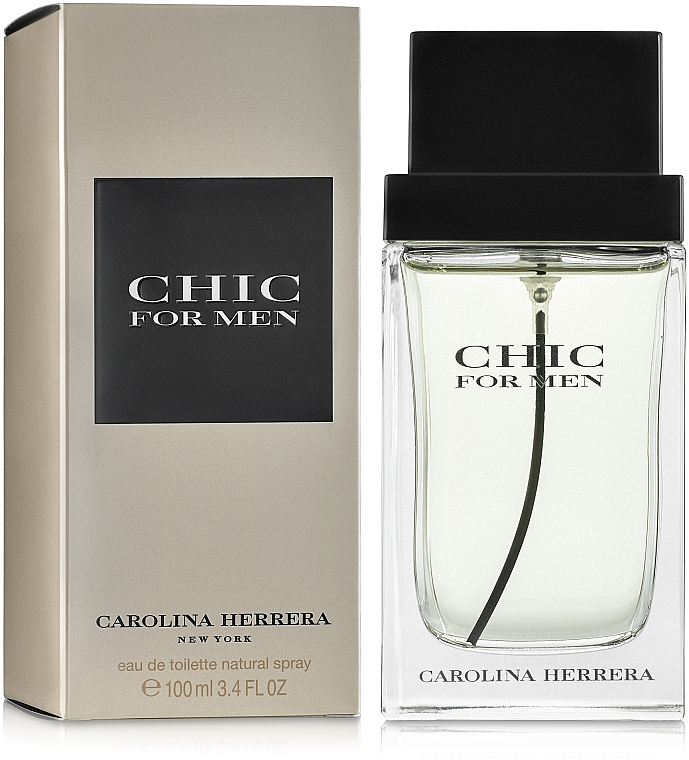 CHIC
FOR MEN
CAROLINA HERRERA
NEW YORK
eau de toilette natural spray
℮ 100 ml 3.4 FL OZ
CHIC
FOR MEN
CAROLINA HERRERA